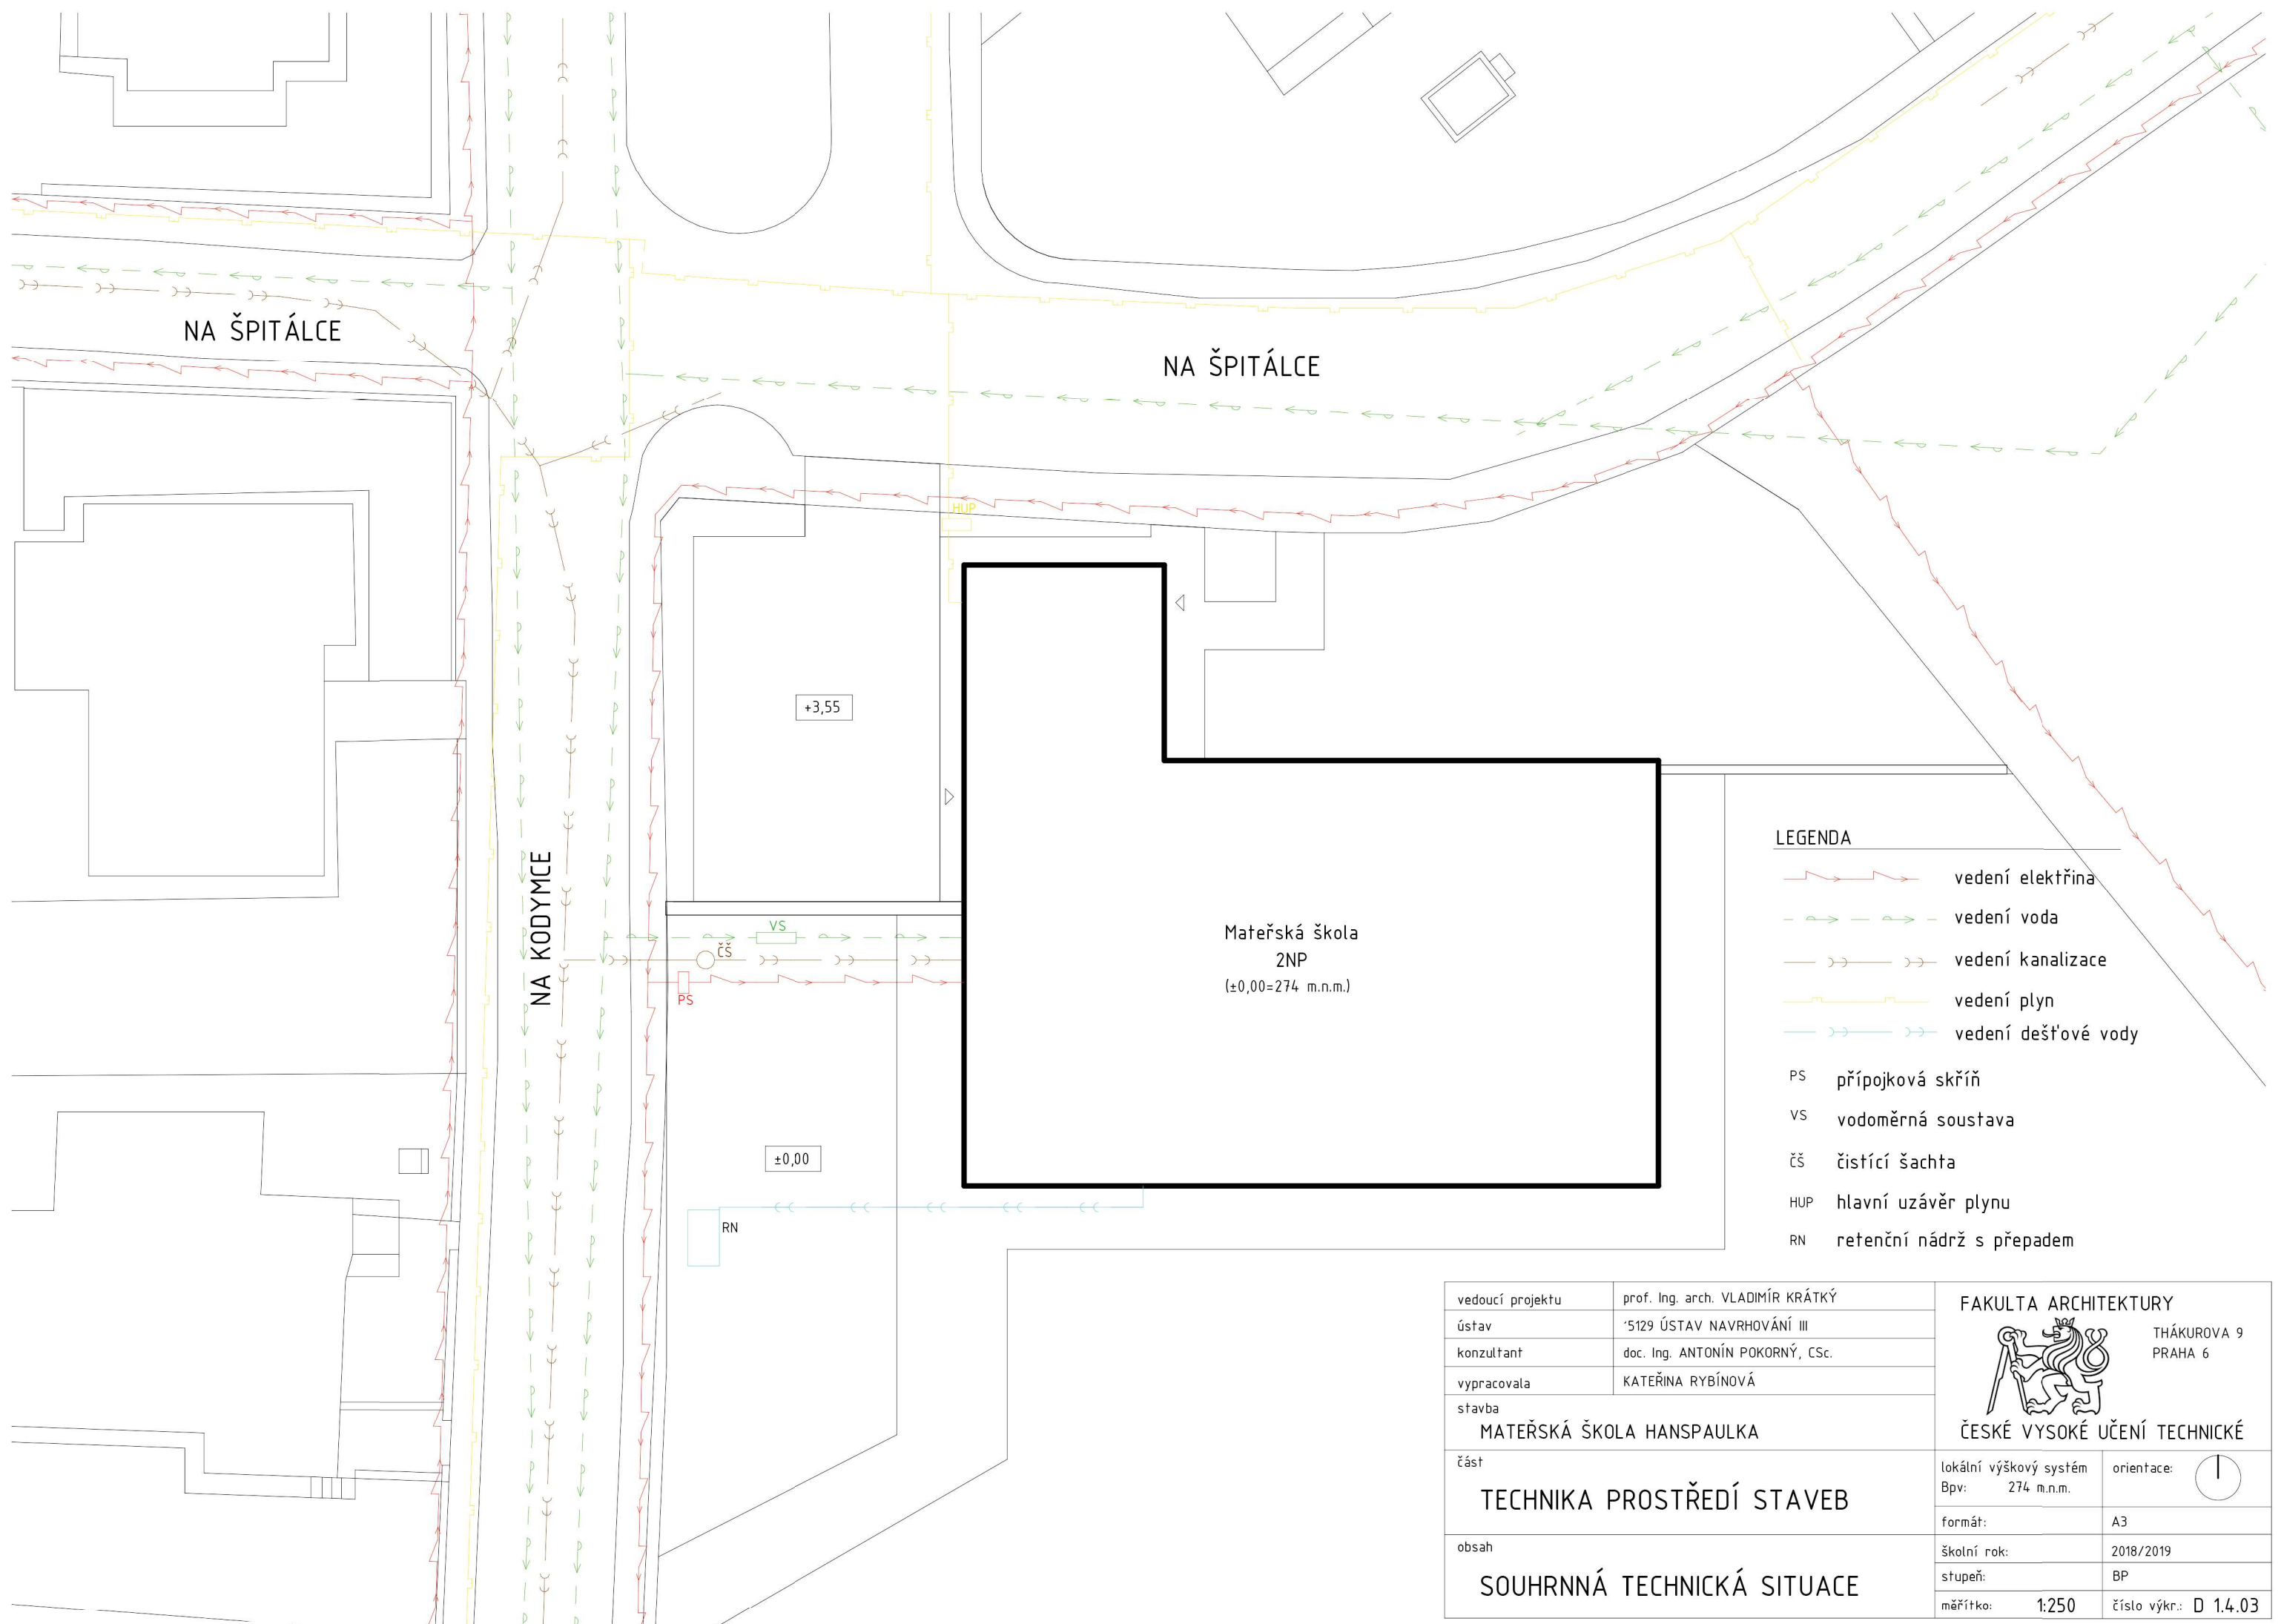 NA ŠPITÁLCE
NA ŠPITÁLCE
HUP
+3,55
NA KODYMCE
VS
ČŠ
PS
Mateřská škola
2NP
(±0,00=274 m.n.m.)
±0,00
RN
LEGENDA
vedení elektřina
vedení voda
vedení kanalizace
vedení plyn
vedení dešťové vody
PS přípojková skříň
VS vodoměrná soustava
ČŠ čistící šachta
HUP hlavní uzávěr plynu
RN retenční nádrž s přepadem
vedoucí projektu prof. Ing. arch. VLADIMÍR KRÁTKÝ
ústav ´5129 ÚSTAV NAVRHOVÁNÍ III
konzultant doc. Ing. ANTONÍN POKORNÝ, CSc.
vypracovala KATEŘINA RYBÍNOVÁ
stavba
MATEŘSKÁ ŠKOLA HANSPAULKA
část
TECHNIKA PROSTŘEDÍ STAVEB
obsah
SOUHRNNÁ TECHNICKÁ SITUACE
FAKULTA ARCHITEKTURY
THÁKUROVA 9
PRAHA 6
ČESKÉ VYSOKÉ UČENÍ TECHNICKÉ
lokální výškový systém
Bpv: 274 m.n.m.
orientace:
formát: A3
školní rok: 2018/2019
stupeň: BP
měřítko: 1:250
číslo výkr.: D 1.4.03